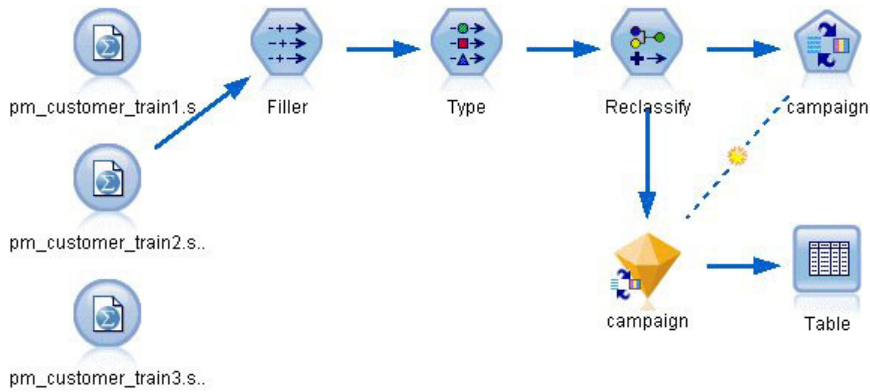 pm_customer_train1.s..
Filler
Type
Reclassify
campaign
pm_customer_train2.s..
campaign
Table
pm_customer_train3.s..